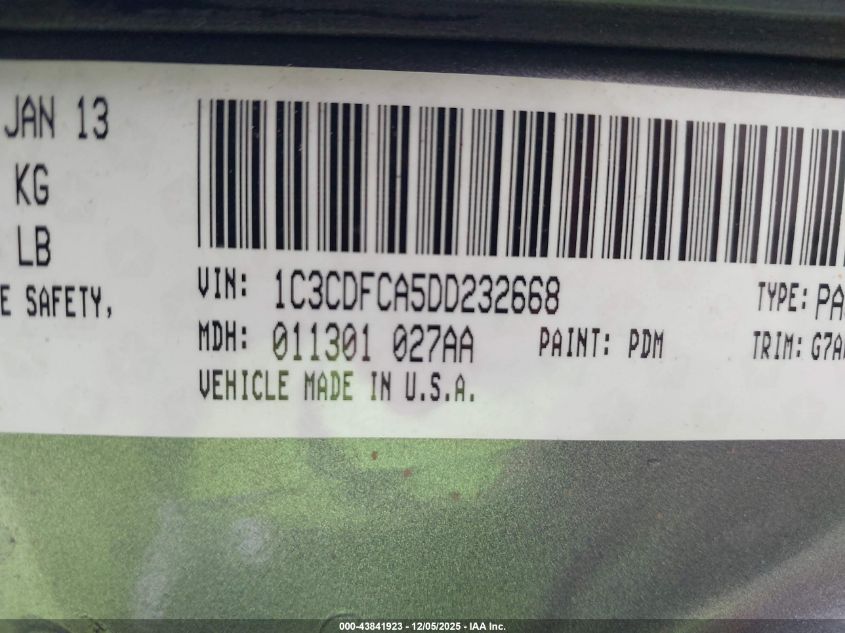 JAN 13
KG
LB
E SAFETY,
VIN: 1C3CDFCA5DD232668
TYPE: PA
MDH: 011301 027AA
PAINT: PDM
TRIM: G7A
VEHICLE MADE IN U.S.A.
000-43841923 - 12/05/2025 - IAA Inc.